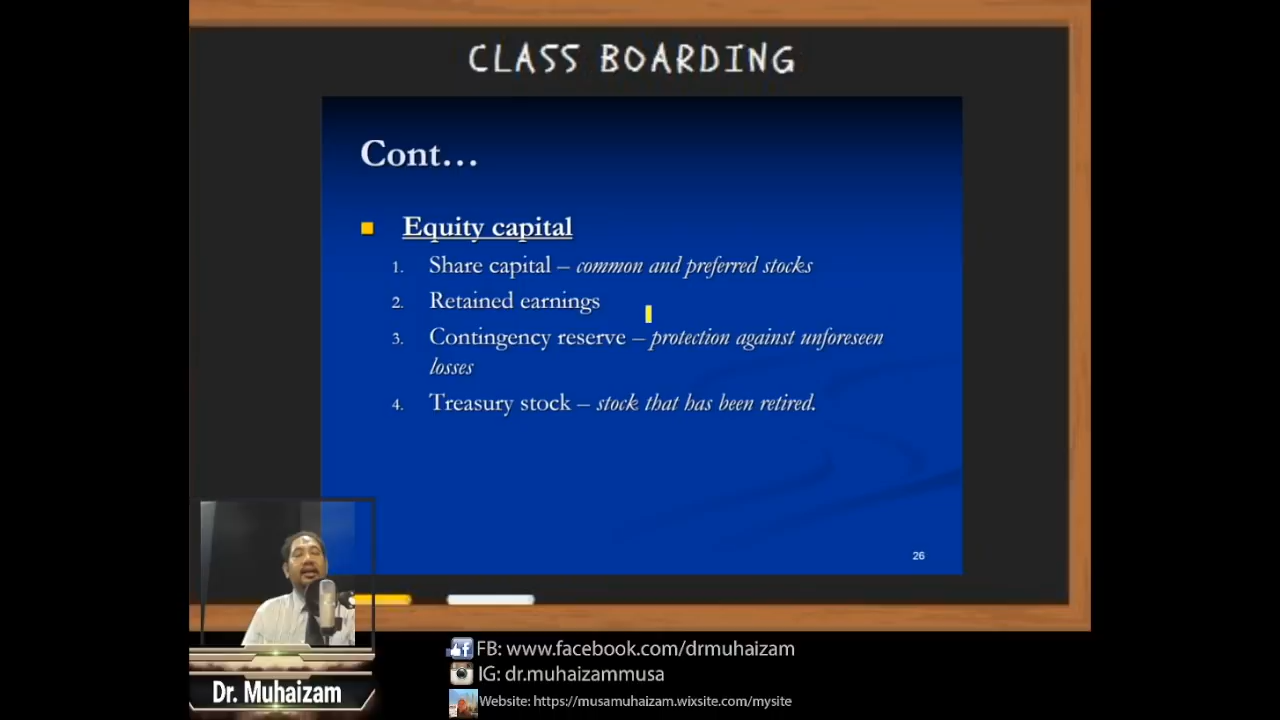 CLASS BOARDING
Cont…
Equity capital
1. Share capital – common and preferred stocks
2. Retained earnings
3. Contingency reserve – protection against unforeseen
losses
4. Treasury stock – stock that has been retired.
26
Dr. Muhaizam
FB: www.facebook.com/drmuhaizam
IG: dr.muhaizammusa
Website: https://musamuhaizam.wixsite.com/mysite